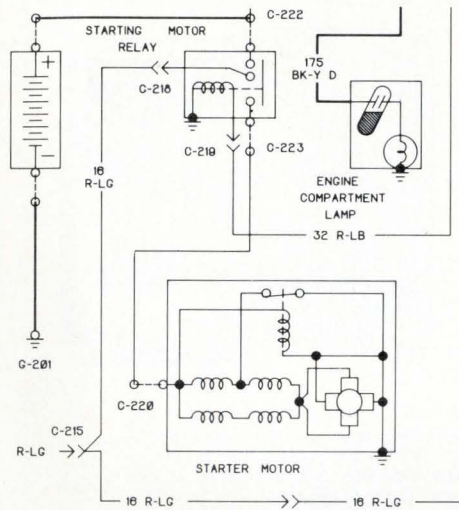 C-222
STARTING MOTOR
RELAY
+
C-218
175
BK-Y D
−
C-219
C-223
16
R-LG
ENGINE
COMPARTMENT
LAMP
32 R-LB
G-201
C-220
C-215
R-LG
STARTER MOTOR
16 R-LG
16 R-LG